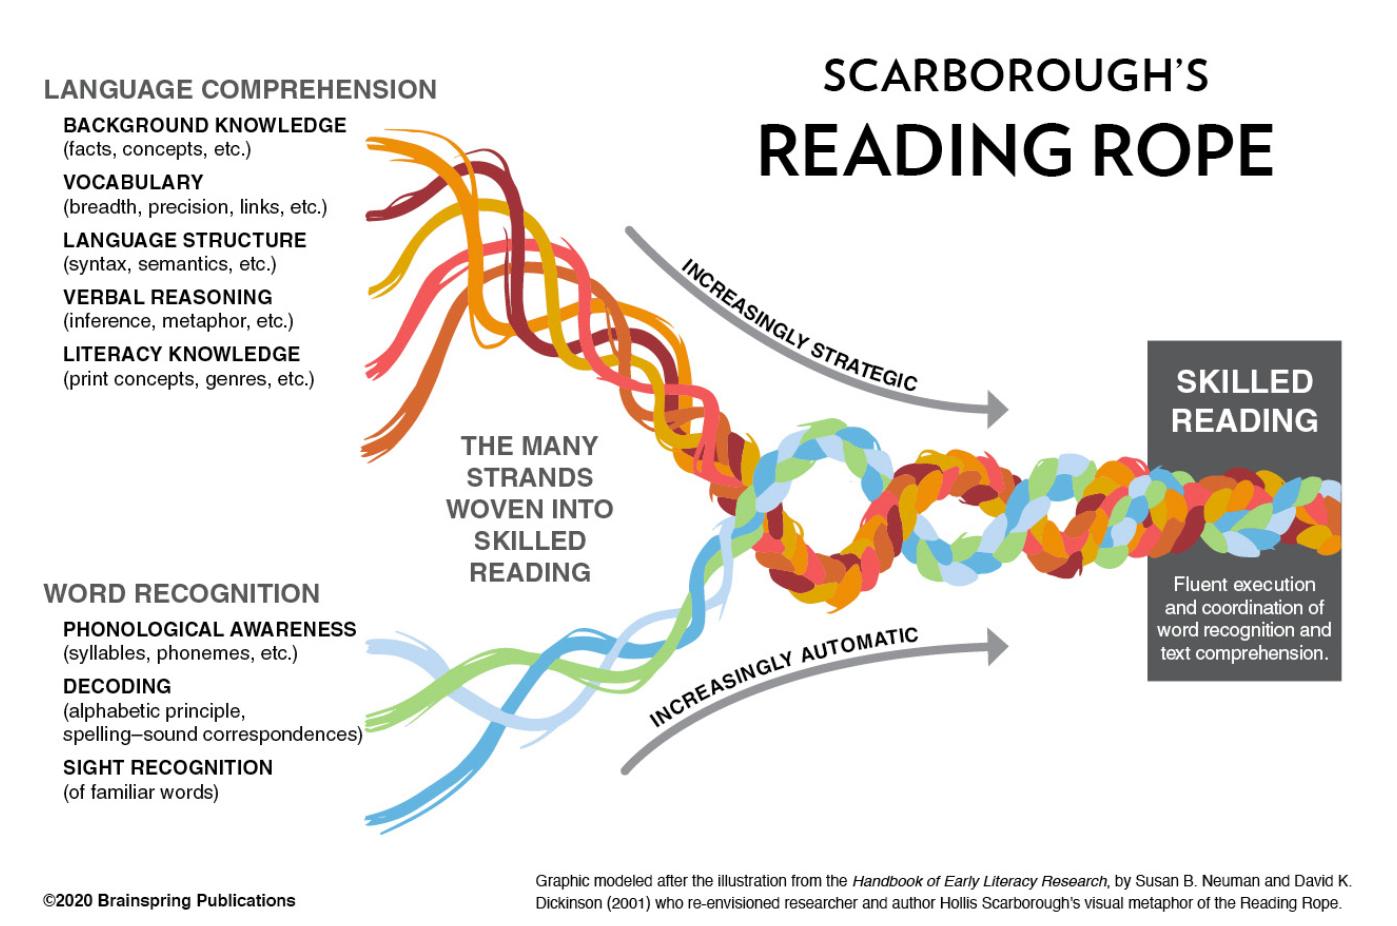 SCARBOROUGH'S
READING ROPE
LANGUAGE COMPREHENSION
BACKGROUND KNOWLEDGE
(facts, concepts, etc.)
VOCABULARY
(breadth, precision, links, etc.)
LANGUAGE STRUCTURE
(syntax, semantics, etc.)
VERBAL REASONING
(inference, metaphor, etc.)
LITERACY KNOWLEDGE
(print concepts, genres, etc.)
INCREASINGLY STRATEGIC
THE MANY
STRANDS
WOVEN INTO
SKILLED
READING
SKILLED
READING
Fluent execution
and coordination of
word recognition and
text comprehension.
WORD RECOGNITION
PHONOLOGICAL AWARENESS
(syllables, phonemes, etc.)
DECODING
(alphabetic principle,
spelling–sound correspondences)
SIGHT RECOGNITION
(of familiar words)
INCREASINGLY AUTOMATIC
©2020 Brainspring Publications
Graphic modeled after the illustration from the Handbook of Early Literacy Research, by Susan B. Neuman and David K.
Dickinson (2001) who re-envisioned researcher and author Hollis Scarborough's visual metaphor of the Reading Rope.